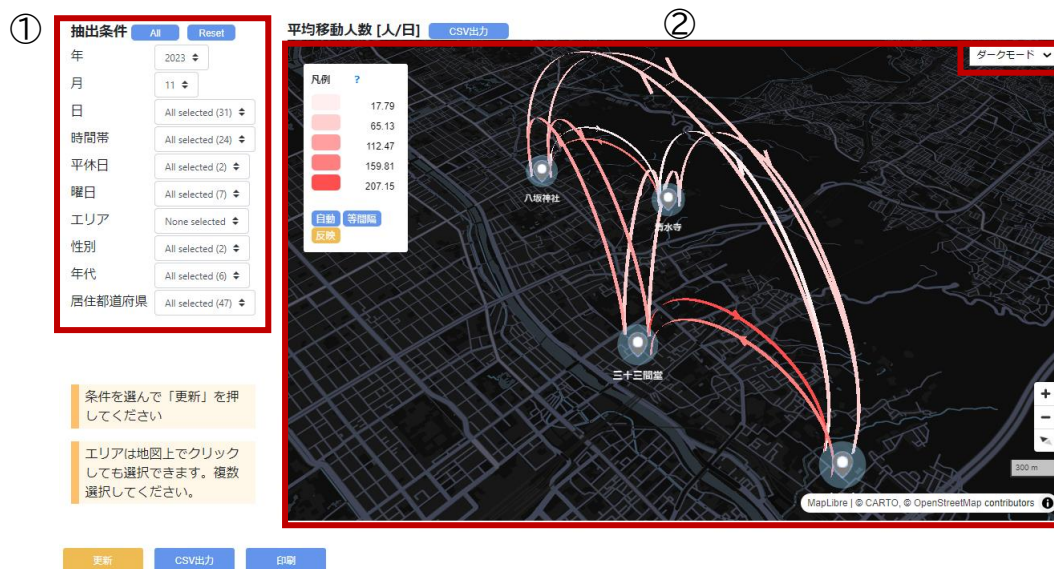 ①
抽出条件 All Reset
年 2023
月 11
日 All selected (31)
時間帯 All selected (24)
平休日 All selected (2)
曜日 All selected (7)
エリア None selected
性別 All selected (2)
年代 All selected (6)
居住都道府県 All selected (47)
条件を選んで「更新」を押
してください
エリアは地図上でクリック
しても選択できます。複数
選択してください。
更新 CSV出力 印刷
平均移動人数 [人/日] CSV出力
②
ダークモード
凡例 ?
17.79
65.13
112.47
159.81
207.15
自動 等間隔
反映
八坂神社
清水寺
三十三間堂
+
−
300 m
MapLibre | © CARTO, © OpenStreetMap contributors